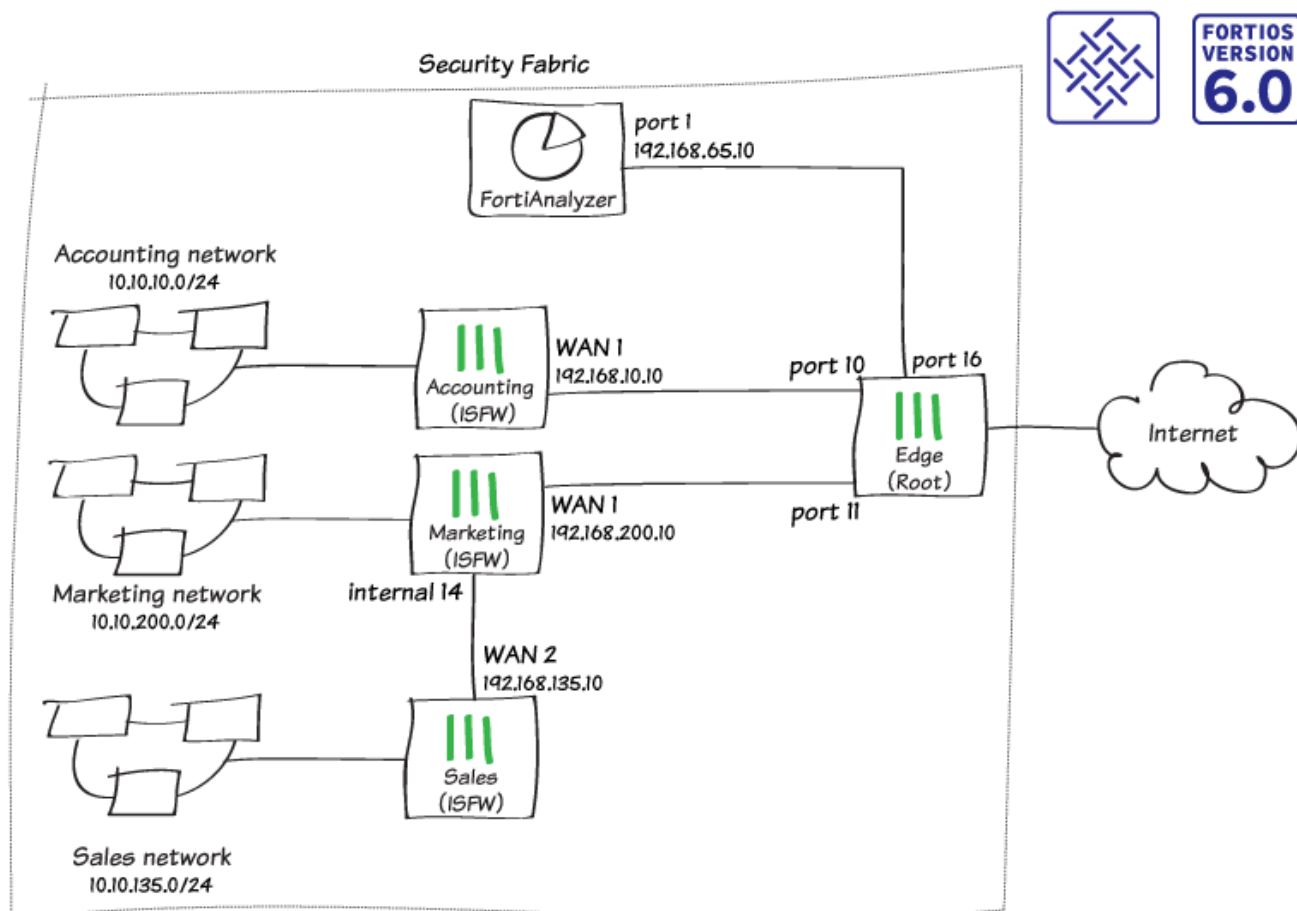 Security Fabric
FORTIOS
VERSION
6.0
port 1
192.168.65.10
FortiAnalyzer
Accounting network
10.10.10.0/24
Accounting
(ISFW)
WAN 1
192.168.10.10
port 10
port 16
Edge
(Root)
Internet
Marketing
(ISFW)
WAN 1
192.168.200.10
port 11
Marketing network
10.10.200.0/24
internal 14
WAN 2
192.168.135.10
Sales
(ISFW)
Sales network
10.10.135.0/24